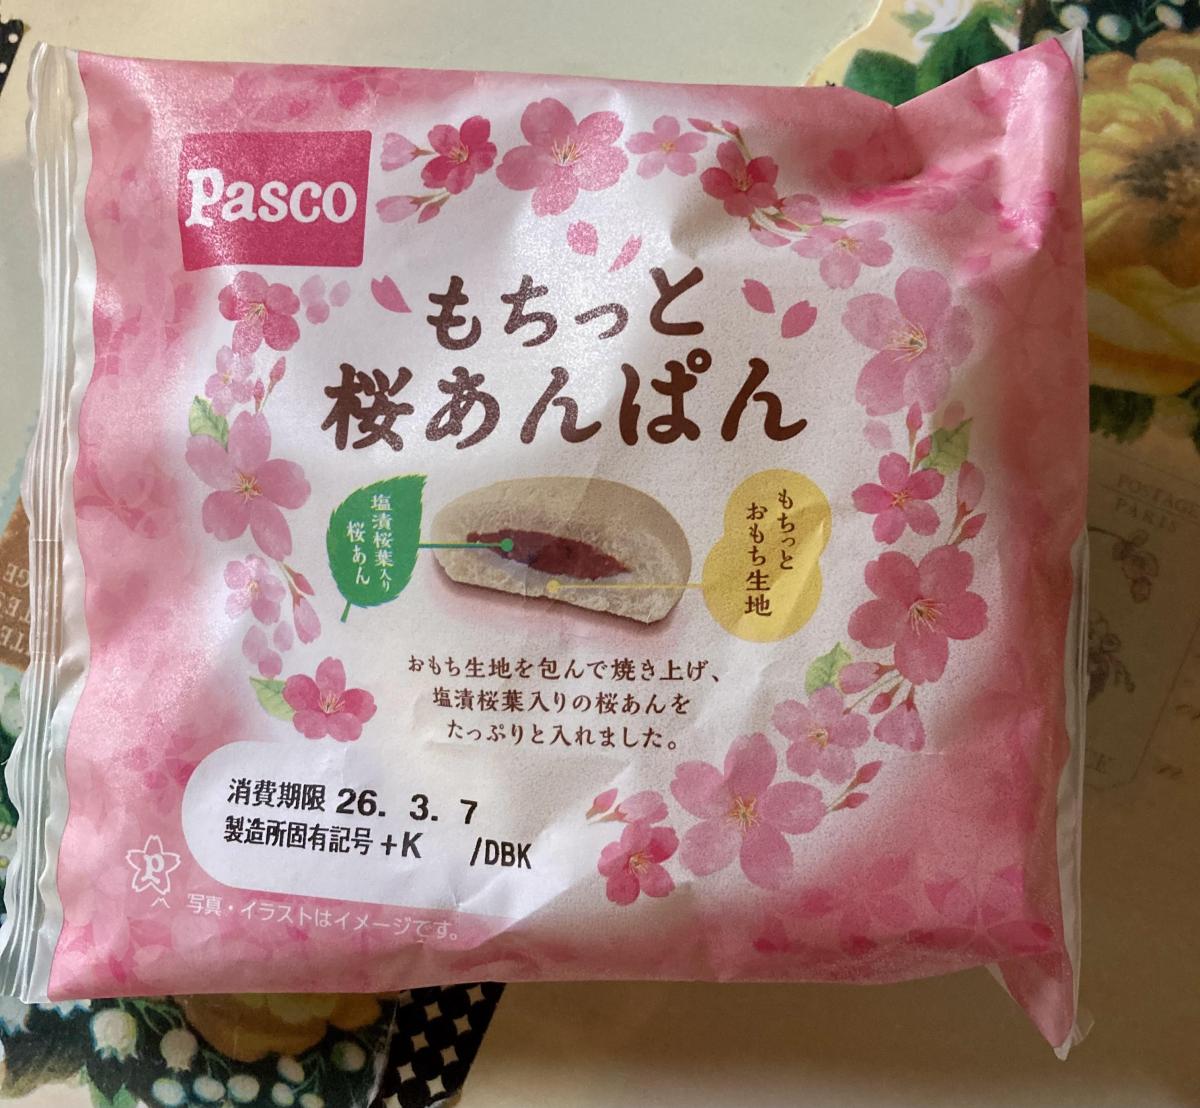 Pasco
もちっと
桜あんぱん
塩漬桜葉入り
桜あん
もちっと
おもち生地
おもち生地を包んで焼き上げ、
塩漬桜葉入りの桜あんを
たっぷりと入れました。
消費期限 26. 3. 7
製造所固有記号 +K /DBK
p
写真・イラストはイメージです。
POSTAGE
PARIS